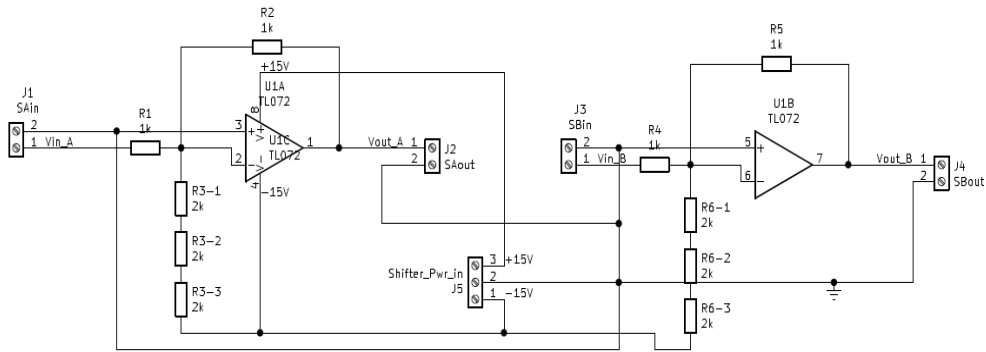 R2
1k
+15V
R5
1k
J1
SAin
U1A
TL072
R1
1k
2
1
Vin_A
3
2
+
-
8
V+
U1C
TL072
V-
4
1
-15V
Vout_A
1
2
J2
SAout
J3
SBin
2
1
Vin_B
R4
1k
U1B
TL072
5
6
+
-
7
Vout_B
1
2
J4
SBout
R3-1
2k
R3-2
2k
R3-3
2k
R6-1
2k
R6-2
2k
R6-3
2k
Shifter_Pwr_in
J5
3
+15V
2
1
-15V